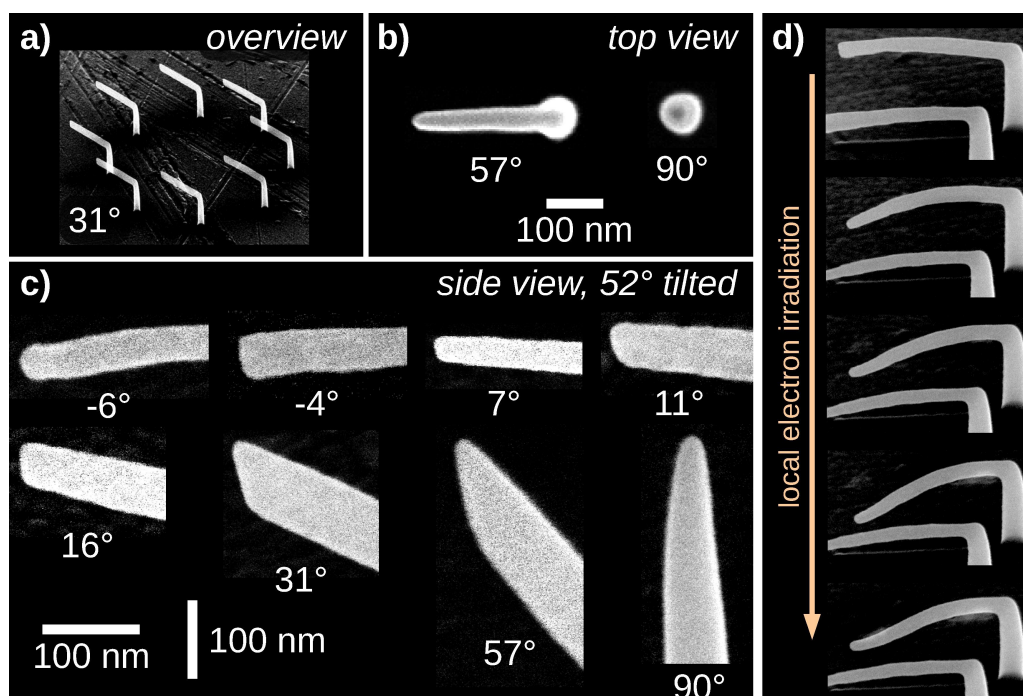 a)
overview
31°
b)
top view
57°
90°
100 nm
c)
side view, 52° tilted
-6°
-4°
7°
11°
16°
31°
57°
90°
100 nm
100 nm
d)
local electron irradiation